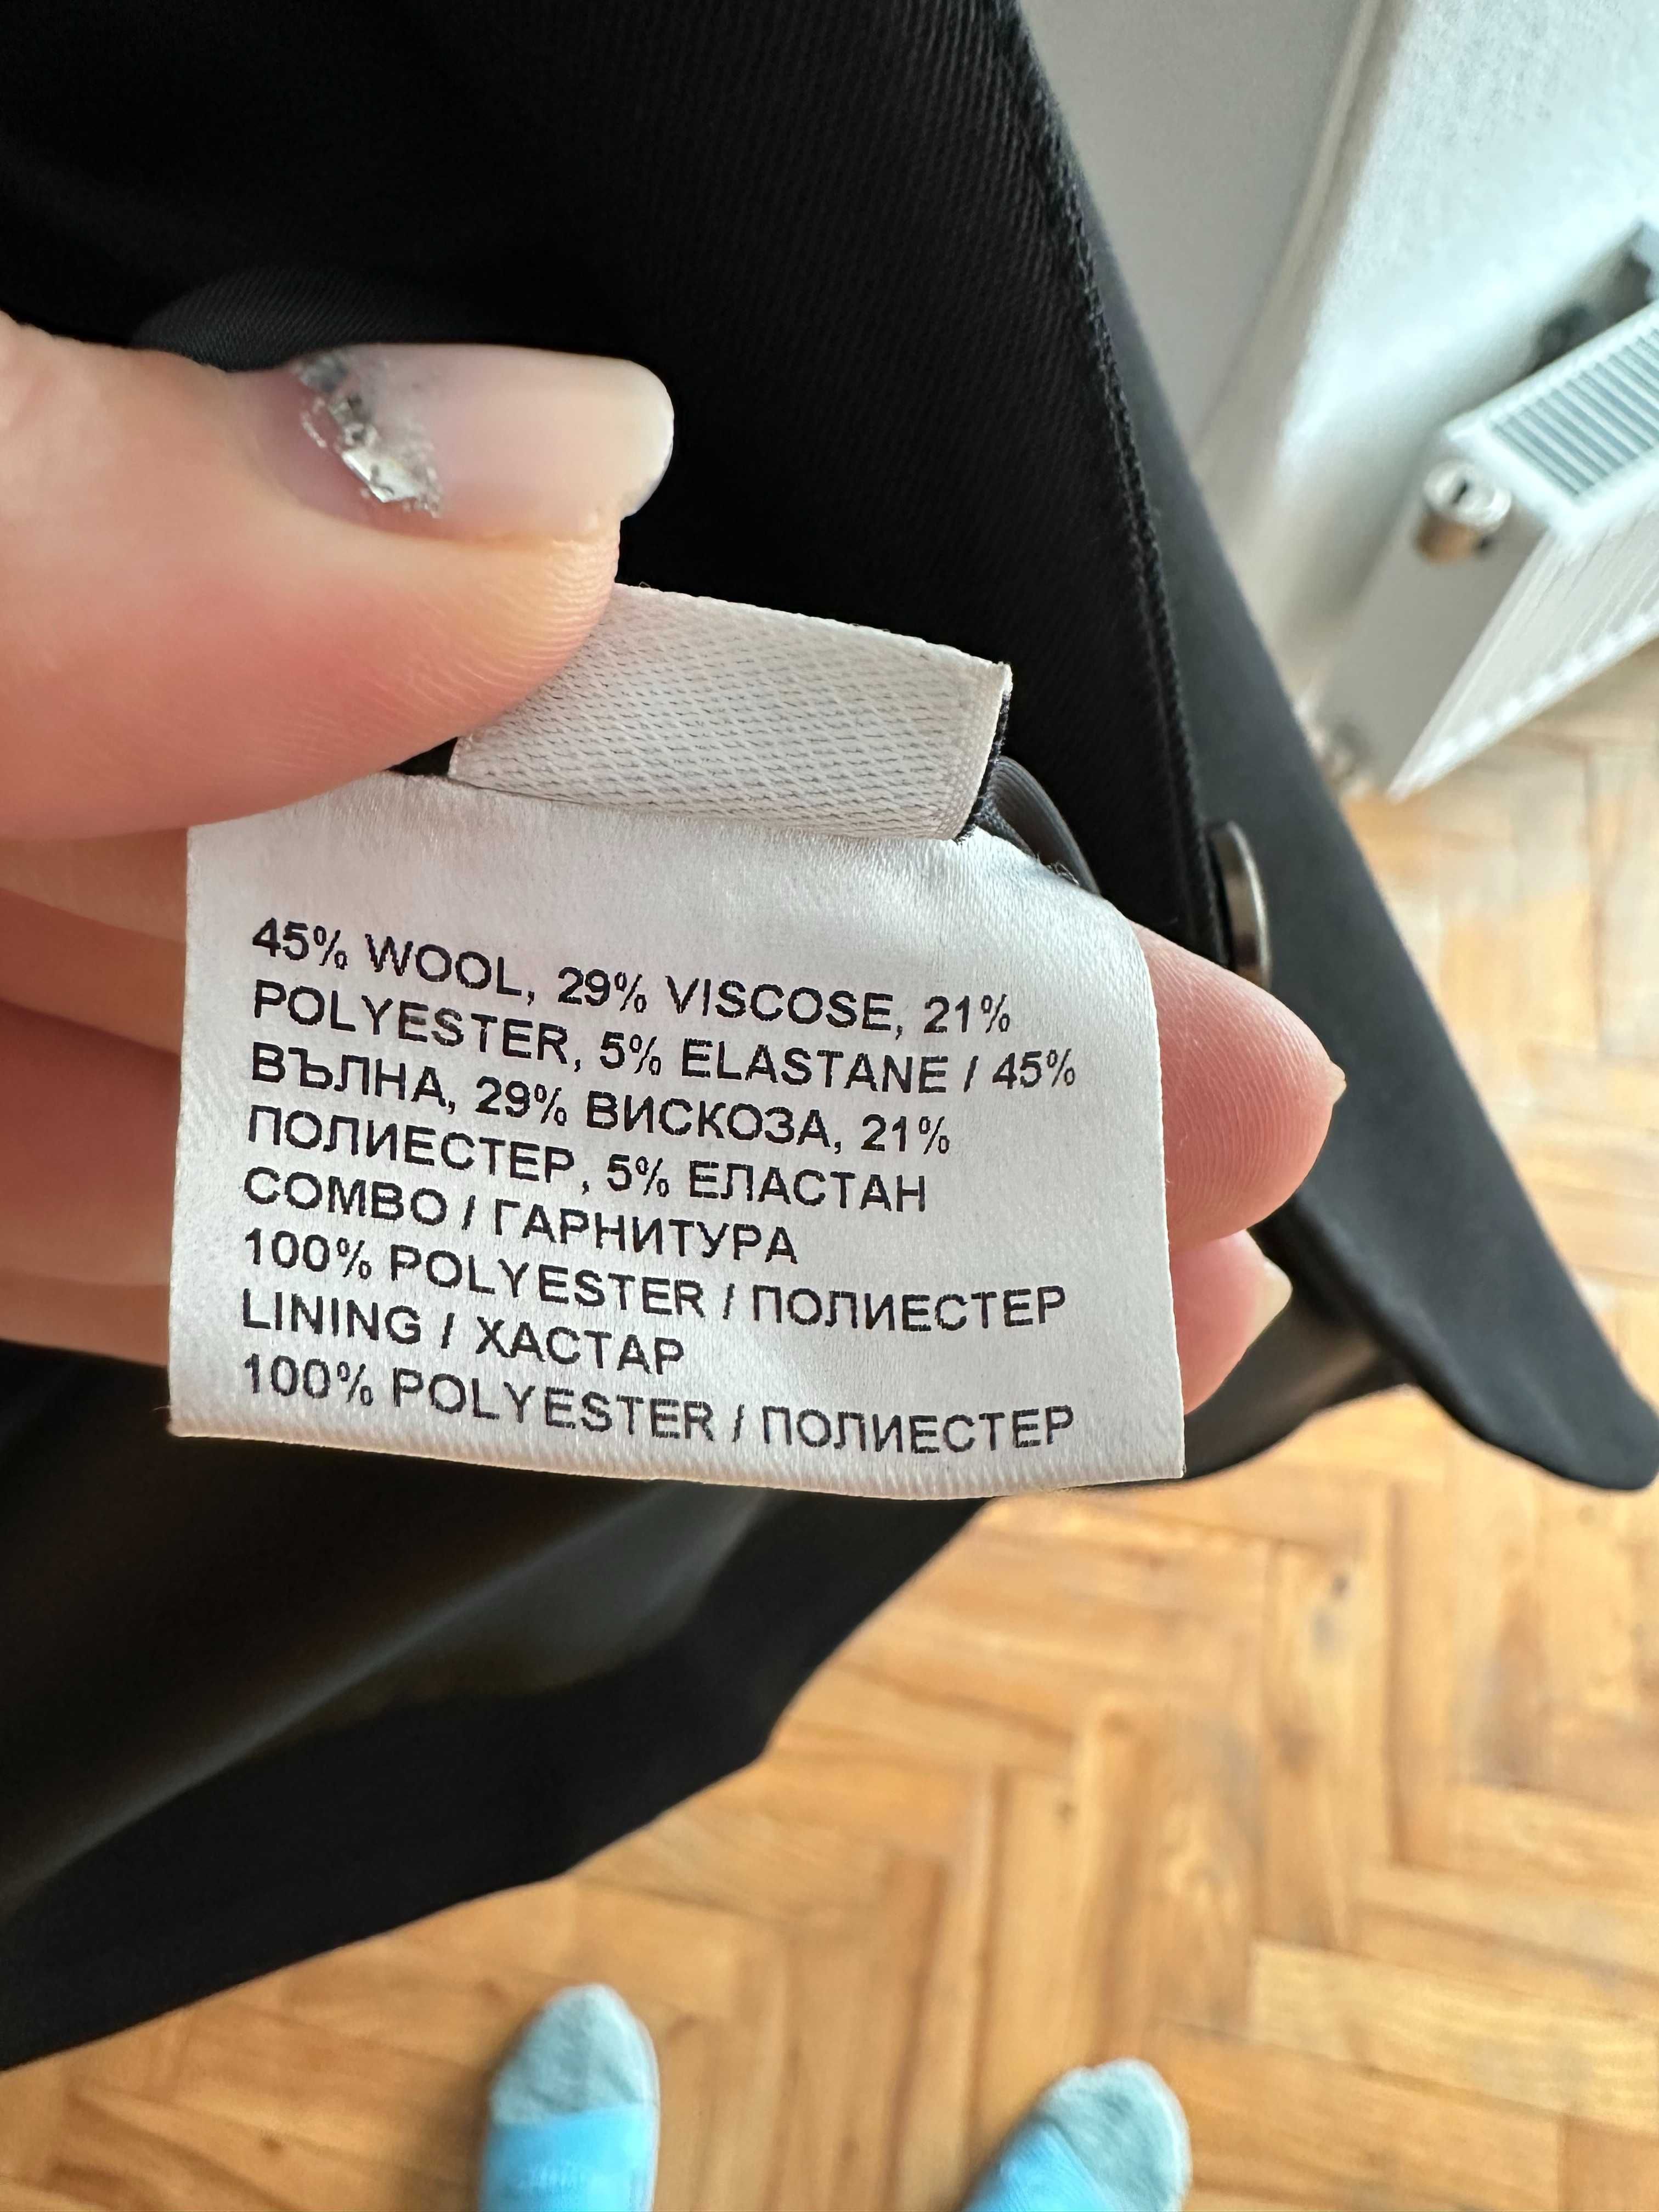 45% WOOL, 29% VISCOSE, 21%
POLYESTER, 5% ELASTANE / 45%
ВЪЛНА, 29% ВИСКОЗА, 21%
ПОЛИЕСТЕР, 5% ЕЛАСТАН
COMBO / ГАРНИТУРА
100% POLYESTER / ПОЛИЕСТЕР
LINING / ХАСТАР
100% POLYESTER / ПОЛИЕСТЕР